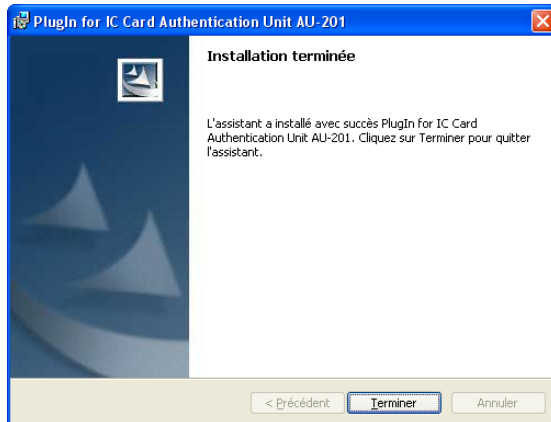 PlugIn for IC Card Authentication Unit AU-201
Installation terminée
L'assistant a installé avec succès PlugIn for IC Card
Authentication Unit AU-201. Cliquez sur Terminer pour quitter
l'assistant.
< Précédent
Terminer
Annuler